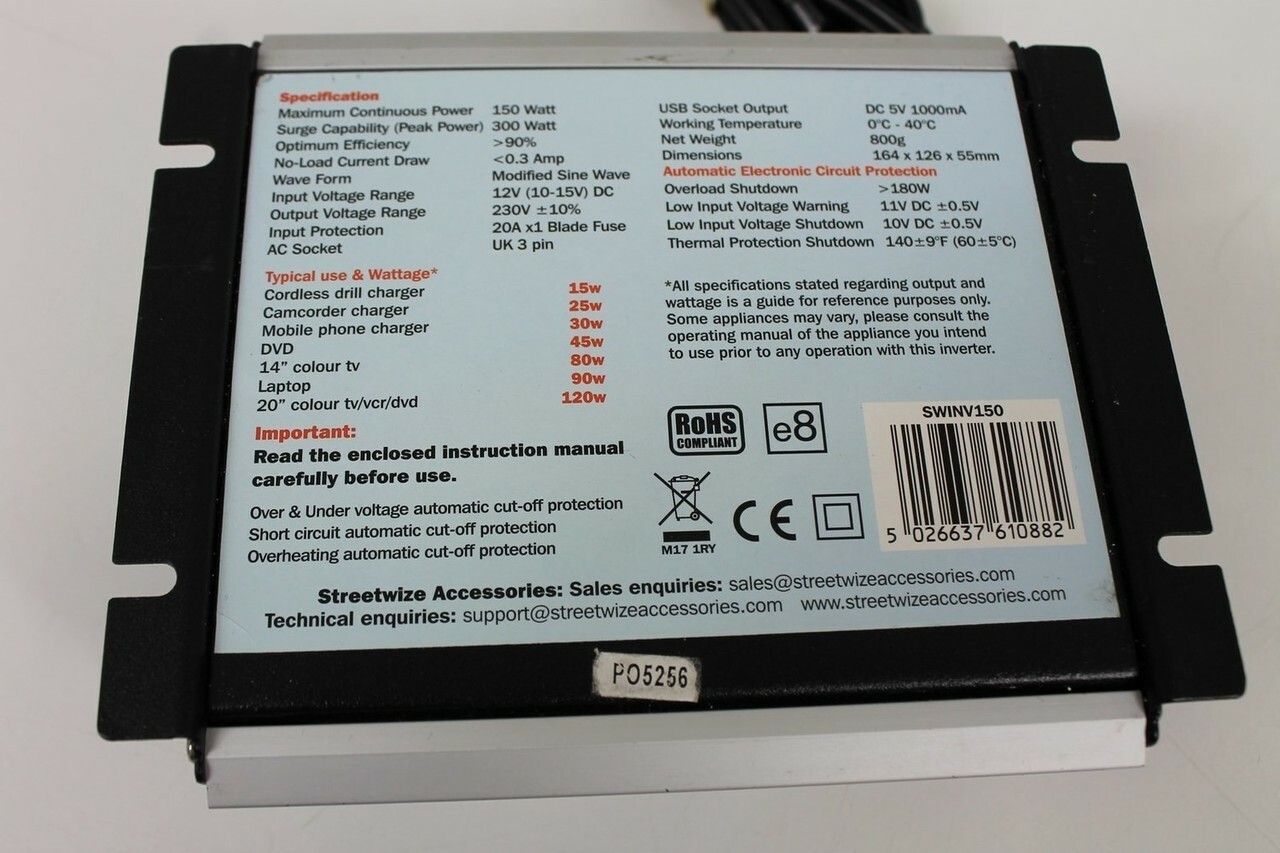 Specification
Maximum Continuous Power 150 Watt
Surge Capability (Peak Power) 300 Watt
Optimum Efficiency >90%
No-Load Current Draw <0.3 Amp
Wave Form Modified Sine Wave
Input Voltage Range 12V (10-15V) DC
Output Voltage Range 230V ±10%
Input Protection 20A x1 Blade Fuse
AC Socket UK 3 pin
Typical use & Wattage*
Cordless drill charger 15w
Camcorder charger 25w
Mobile phone charger 30w
DVD 45w
14” colour tv 80w
Laptop 90w
20” colour tv/vcr/dvd 120w
Important:
Read the enclosed instruction manual
carefully before use.
Over & Under voltage automatic cut-off protection
Short circuit automatic cut-off protection
Overheating automatic cut-off protection
USB Socket Output DC 5V 1000mA
Working Temperature 0°C - 40°C
Net Weight 800g
Dimensions 164 x 126 x 55mm
Automatic Electronic Circuit Protection
Overload Shutdown >180W
Low Input Voltage Warning 11V DC ±0.5V
Low Input Voltage Shutdown 10V DC ±0.5V
Thermal Protection Shutdown 140±9°F (60±5°C)
*All specifications stated regarding output and
wattage is a guide for reference purposes only.
Some appliances may vary, please consult the
operating manual of the appliance you intend
to use prior to any operation with this inverter.
RoHS
COMPLIANT
e8
M17 1RY
CE
SWINV150
5 026637 610882
Streetwize Accessories: Sales enquiries: sales@streetwizeaccessories.com
Technical enquiries: support@streetwizeaccessories.com www.streetwizeaccessories.com
PO5256